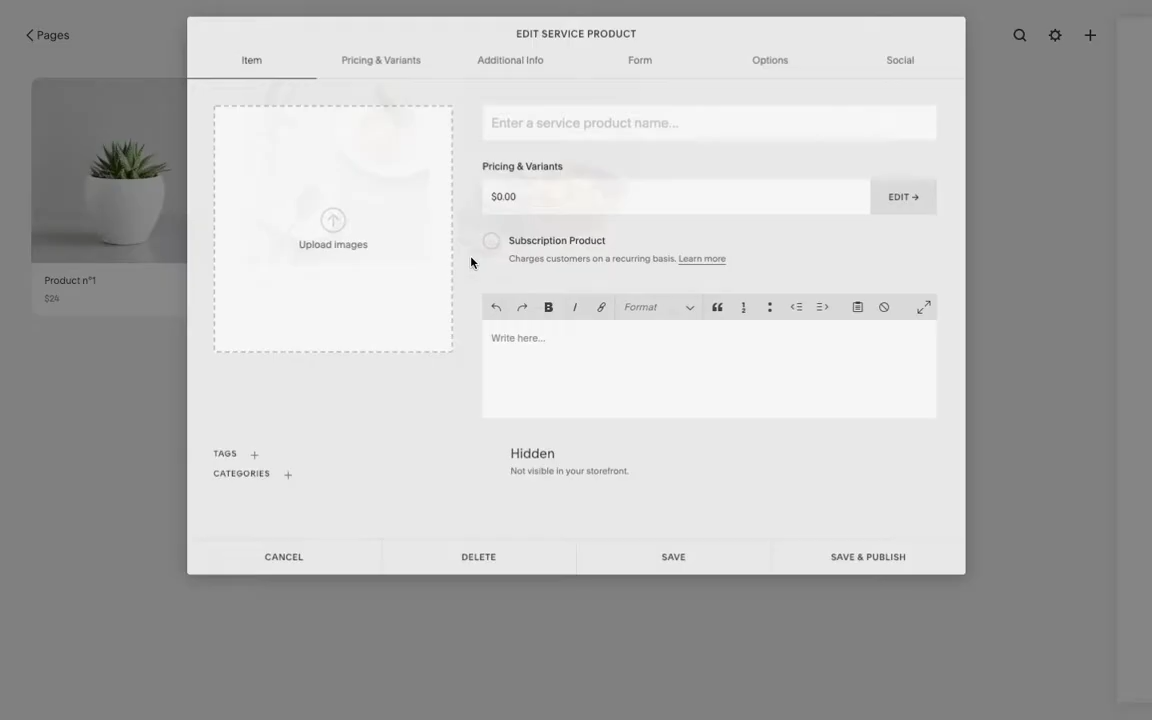 Pages
EDIT SERVICE PRODUCT
Item
Pricing & Variants
Additional Info
Form
Options
Social
Enter a service product name...
Pricing & Variants
$0.00
EDIT →
Upload images
Subscription Product
Charges customers on a recurring basis. Learn more
Product n°1
$24
B I Format
Write here...
TAGS +
CATEGORIES +
Hidden
Not visible in your storefront.
CANCEL
DELETE
SAVE
SAVE & PUBLISH